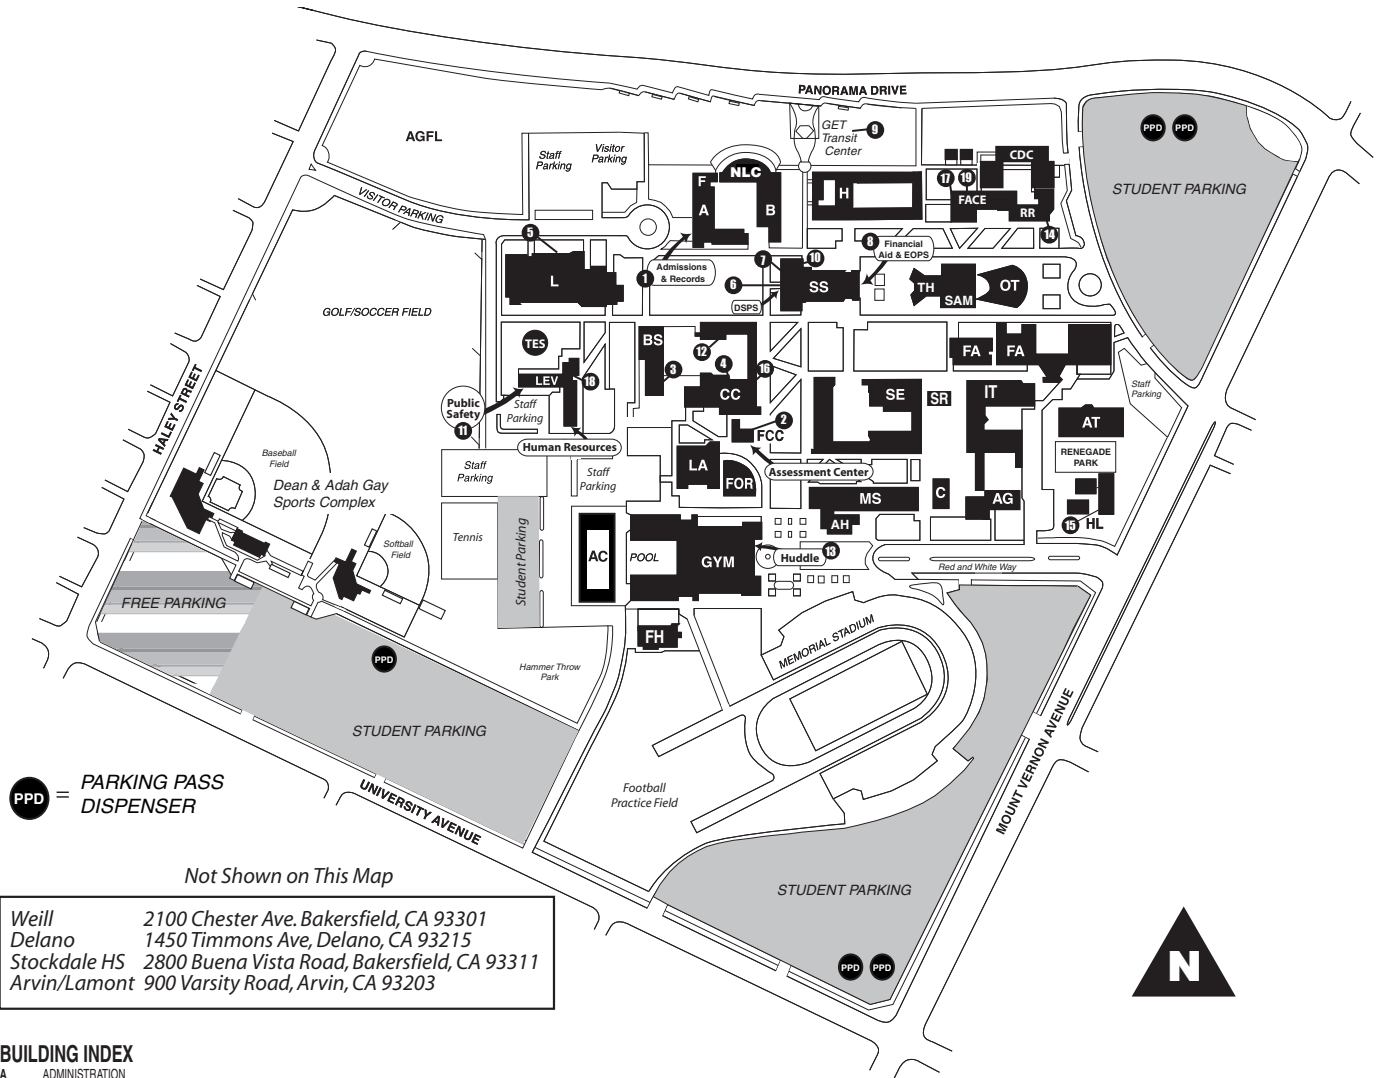 PANORAMA DRIVE
PPD PPD
AGFL
GET
Transit
Center
9
Staff
Parking
Visitor
Parking
NLC
CDC
STUDENT PARKING
F
A
B
H
17
19
FACE
RR
14
VISITOR PARKING
5
8
Financial
Aid & EOPS
7
10
1
Admissions
& Records
6
DSPS
SS
TH
SAM
OT
L
GOLF/SOCCER FIELD
TES
BS
12
4
16
3
FA
FA
LEV
18
CC
SE
SR
IT
Staff
Parking
HALEY STREET
Public
Safety
11
Staff
Parking
2
FCC
AT
Human Resources
RENEGADE
PARK
Baseball
Field
Dean & Adah Gay
Sports Complex
Staff
Parking
Staff
Parking
LA
FOR
Assessment Center
MS
C
AG
AH
15
HL
Tennis
Student Parking
Softball
Field
AC
POOL
GYM
Huddle
13
Red and White Way
FREE PARKING
FH
MEMORIAL STADIUM
PPD
Hammer Throw
Park
STUDENT PARKING
MOUNT VERNON AVENUE
PPD
=
PARKING PASS
DISPENSER
UNIVERSITY AVENUE
Football
Practice Field
STUDENT PARKING
Not Shown on This Map
Weill 2100 Chester Ave. Bakersfield, CA 93301
Delano 1450 Timmons Ave, Delano, CA 93215
Stockdale HS 2800 Buena Vista Road, Bakersfield, CA 93311
Arvin/Lamont 900 Varsity Road, Arvin, CA 93203
PPD PPD
N
BUILDING INDEX
A ADMINISTRATION